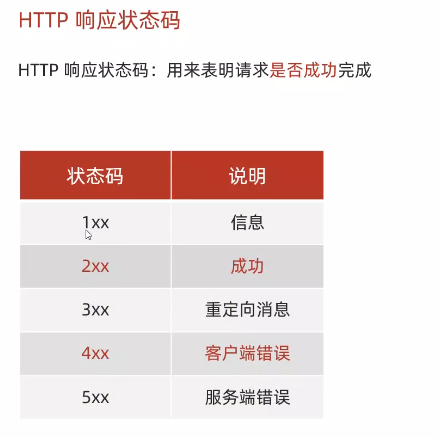 HTTP 响应状态码
HTTP 响应状态码：用来表明请求是否成功完成
状态码 说明
1xx 信息
2xx 成功
3xx 重定向消息
4xx 客户端错误
5xx 服务端错误